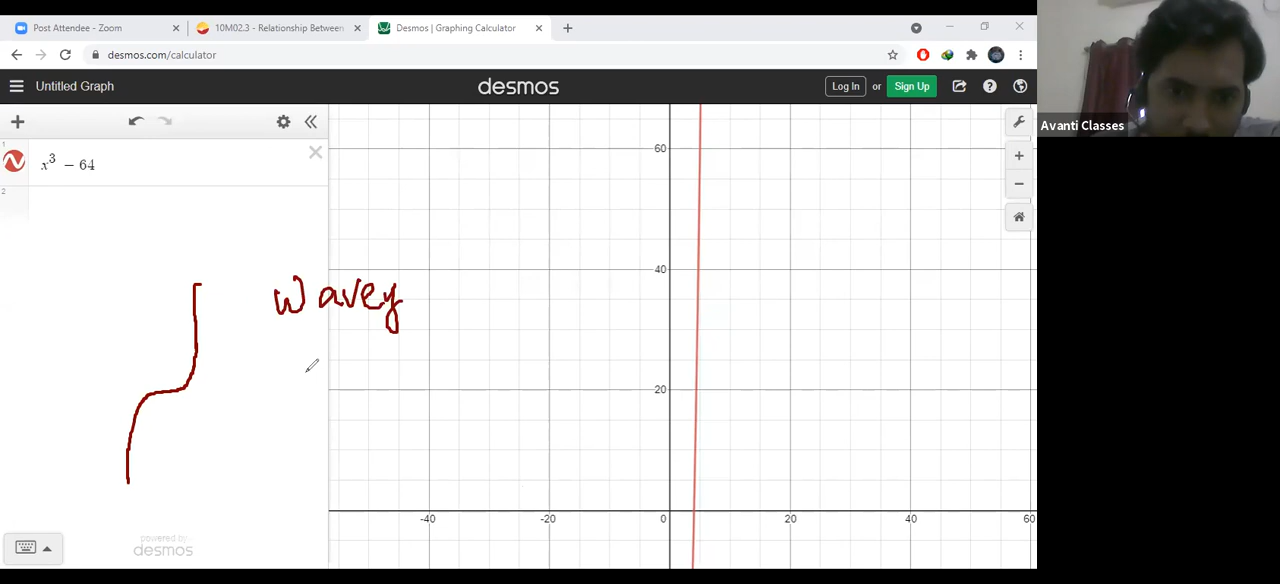 Post Attendee - Zoom
10M02.3 - Relationship Between
Desmos | Graphing Calculator
desmos.com/calculator
Untitled Graph
desmos
Log In or Sign Up
Avanti Classes
1
x³ − 64
2
wavey
60
40
20
-40 -20 0 20 40 60
powered by
desmos